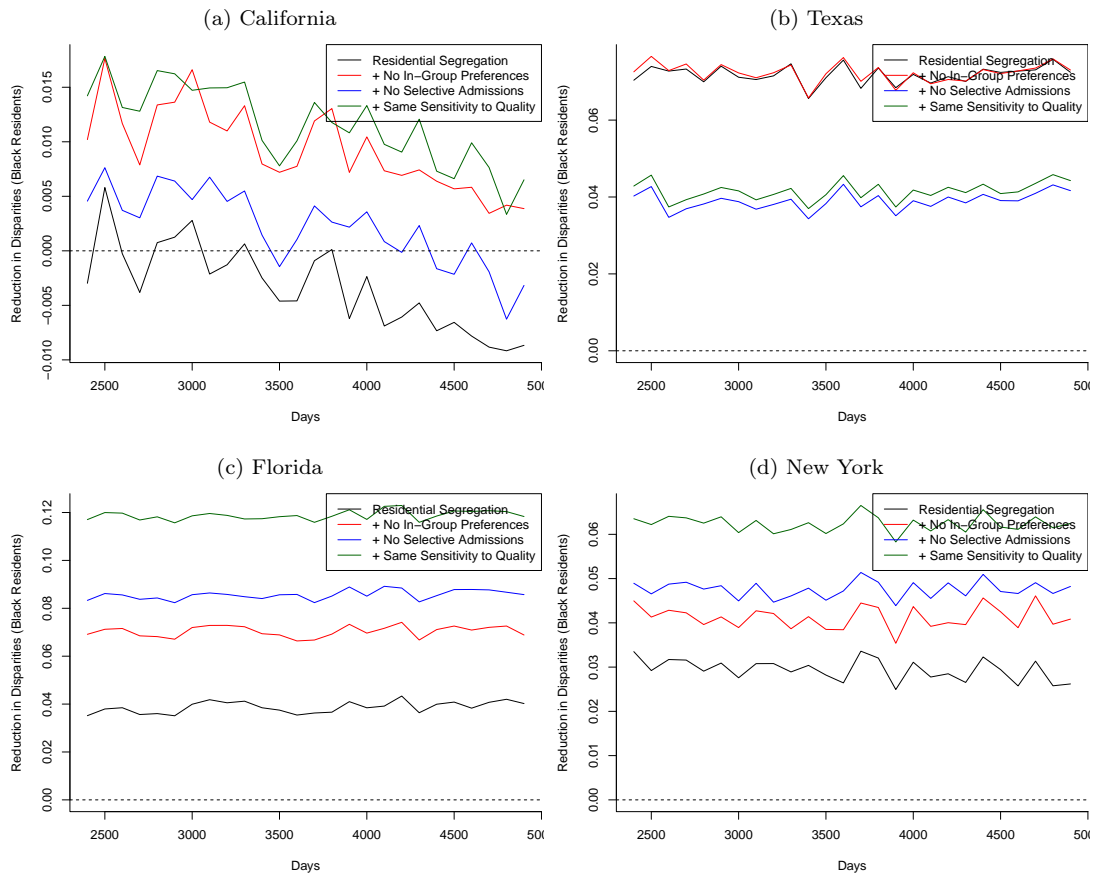 (a) California
Residential Segregation
+ No In−Group Preferences
+ No Selective Admissions
+ Same Sensitivity to Quality
Reduction in Disparities (Black Residents)
0.015
0.010
0.005
0.000
−0.005
−0.010
2500 3000 3500 4000 4500 500
Days
(b) Texas
Residential Segregation
+ No In−Group Preferences
+ No Selective Admissions
+ Same Sensitivity to Quality
Reduction in Disparities (Black Residents)
0.06
0.04
0.02
0.00
2500 3000 3500 4000 4500 500
Days
(c) Florida
Residential Segregation
+ No In−Group Preferences
+ No Selective Admissions
+ Same Sensitivity to Quality
Reduction in Disparities (Black Residents)
0.12
0.10
0.08
0.06
0.04
0.02
0.00
2500 3000 3500 4000 4500 500
Days
(d) New York
Residential Segregation
+ No In−Group Preferences
+ No Selective Admissions
+ Same Sensitivity to Quality
Reduction in Disparities (Black Residents)
0.06
0.05
0.04
0.03
0.02
0.01
0.00
2500 3000 3500 4000 4500 500
Days